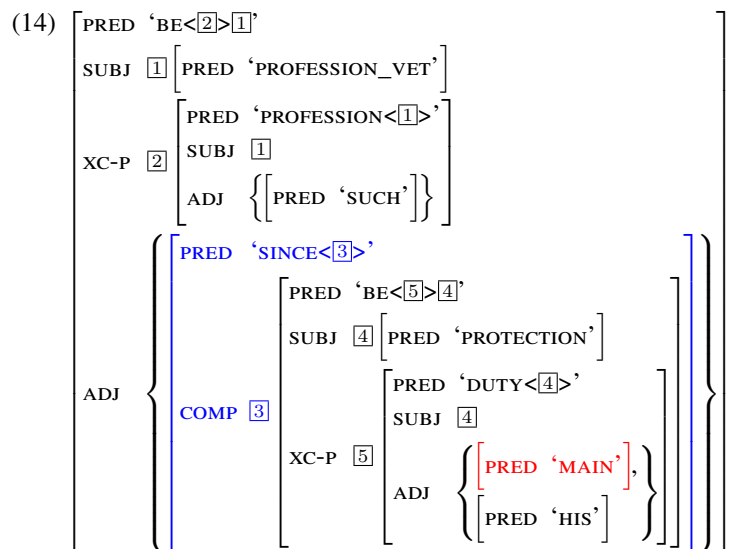 (14)
PRED ‘BE<2>1’
SUBJ 1 [PRED ‘PROFESSION_VET’]
PRED ‘PROFESSION<1>’
XC-P 2 SUBJ 1
ADJ {[PRED ‘SUCH’]}
PRED ‘SINCE<3>’
PRED ‘BE<5>4’
SUBJ 4 [PRED ‘PROTECTION’]
PRED ‘DUTY<4>’
ADJ
COMP 3
SUBJ 4
XC-P 5
[PRED ‘MAIN’],
ADJ
[PRED ‘HIS’]